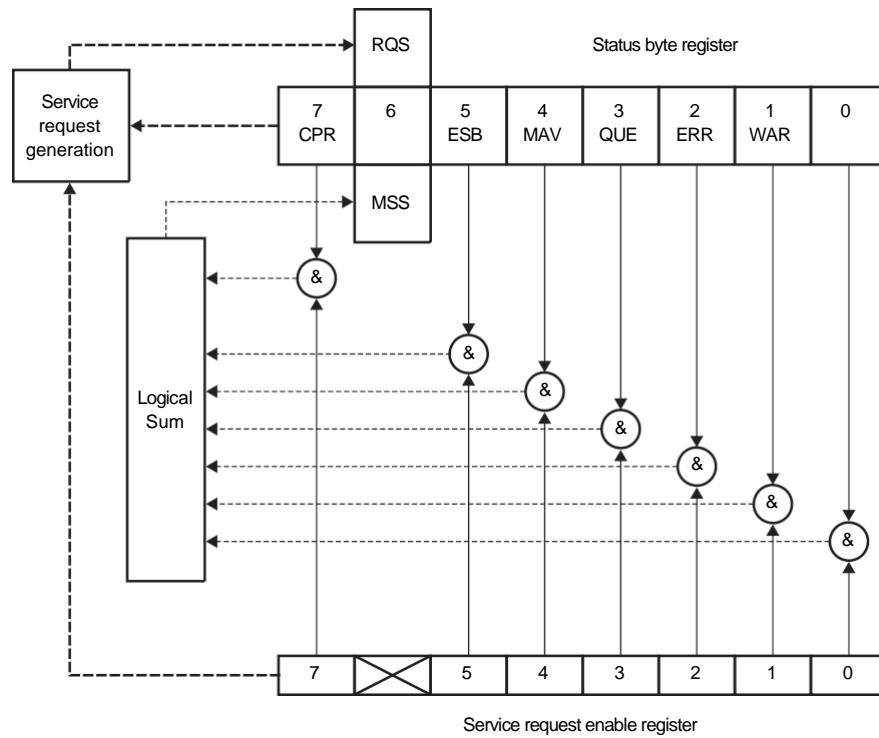 RQS
Status byte register
Service
request
generation
7 6 5 4 3 2 1 0
CPR ESB MAV QUE ERR WAR
MSS
&
&
&
&
&
&
&
Logical
Sum
7 5 4 3 2 1 0
Service request enable register